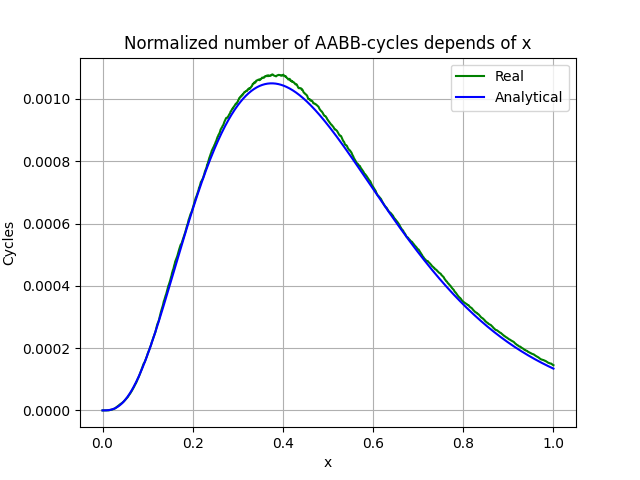 Normalized number of AABB-cycles depends of x
Real
Analytical
Cycles
0.0010
0.0008
0.0006
0.0004
0.0002
0.0000
0.0 0.2 0.4 0.6 0.8 1.0
x